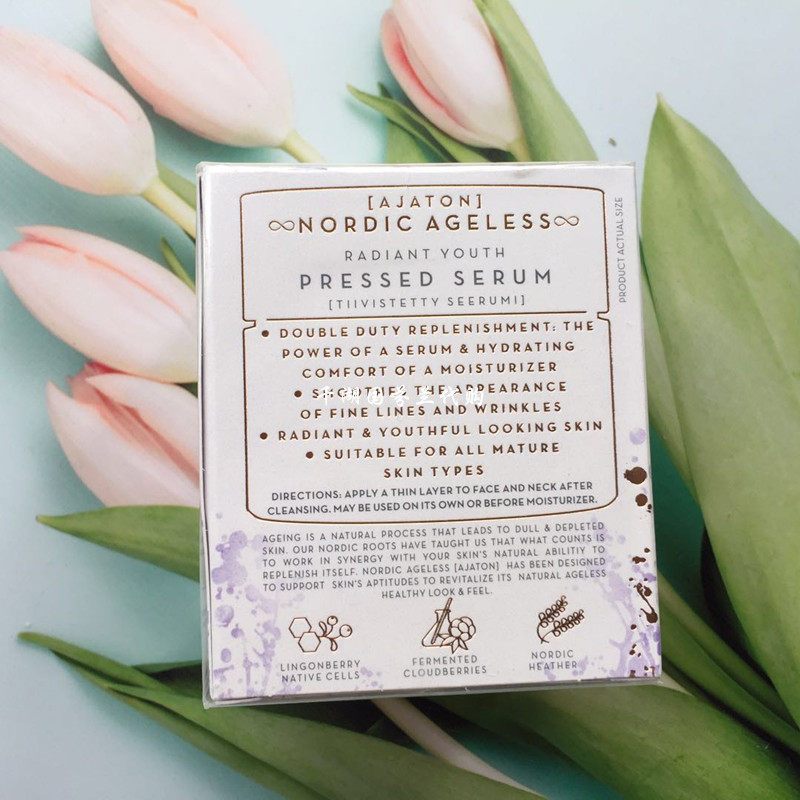 [AJATON]
∞NORDIC AGELESS∞
RADIANT YOUTH
PRESSED SERUM
[TIIVISTETTY SEERUMI]
PRODUCT ACTUAL SIZE
• DOUBLE DUTY REPLENISHMENT: THE
POWER OF A SERUM & HYDRATING
COMFORT OF A MOISTURIZER
• THE APPEARANCE
OF FINE LINES AND WRINKLES
• RADIANT & YOUTHFUL LOOKING SKIN
• SUITABLE FOR ALL MATURE
SKIN TYPES
DIRECTIONS: APPLY A THIN LAYER TO FACE AND NECK AFTER
CLEANSING. MAY BE USED ON ITS OWN OR BEFORE MOISTURIZER.
AGEING IS A NATURAL PROCESS THAT LEADS TO DULL & DEPLETED
SKIN. OUR NORDIC ROOTS HAVE TAUGHT US THAT WHAT COUNTS IS
TO WORK IN SYNERGY WITH YOUR SKIN'S NATURAL ABILITIY TO
REPLENISH ITSELF. NORDIC AGELESS [AJATON] HAS BEEN DESIGNED
TO SUPPORT SKIN'S APTITUDES TO REVITALIZE ITS NATURAL AGELESS
HEALTHY LOOK & FEEL.
LINGONBERRY
NATIVE CELLS
FERMENTED
CLOUDBERRIES
NORDIC
HEATHER